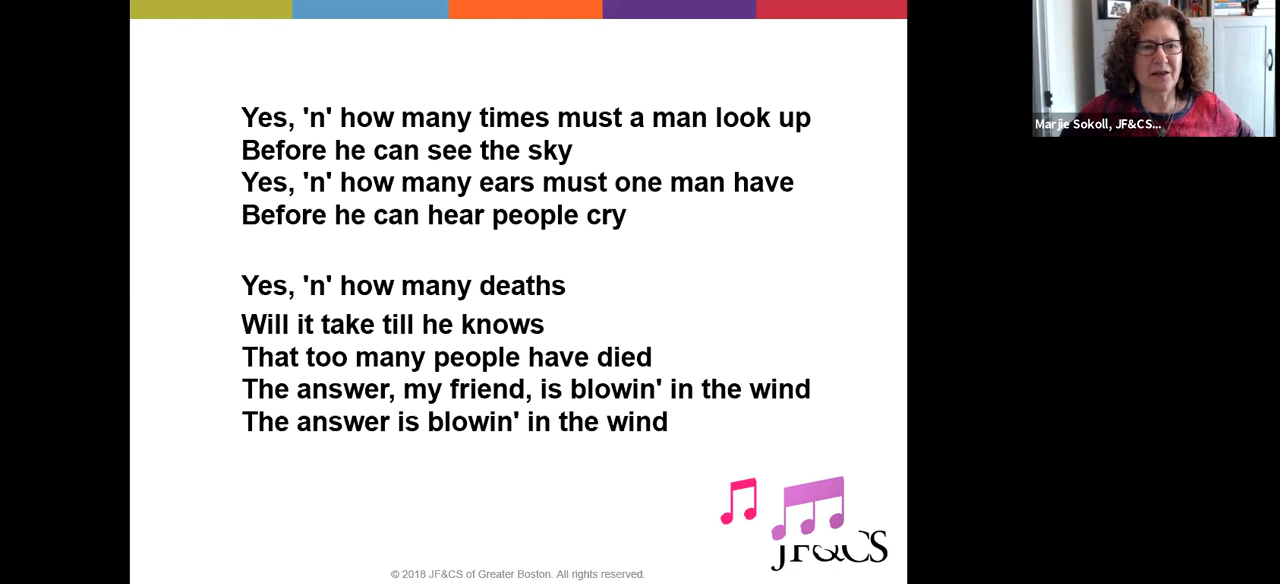 Yes, 'n' how many times must a man look up
Before he can see the sky
Yes, 'n' how many ears must one man have
Before he can hear people cry
Yes, 'n' how many deaths
Will it take till he knows
That too many people have died
The answer, my friend, is blowin' in the wind
The answer is blowin' in the wind
JF&CS
© 2018 JF&CS of Greater Boston. All rights reserved.
Marjie Sokoll, JF&CS...